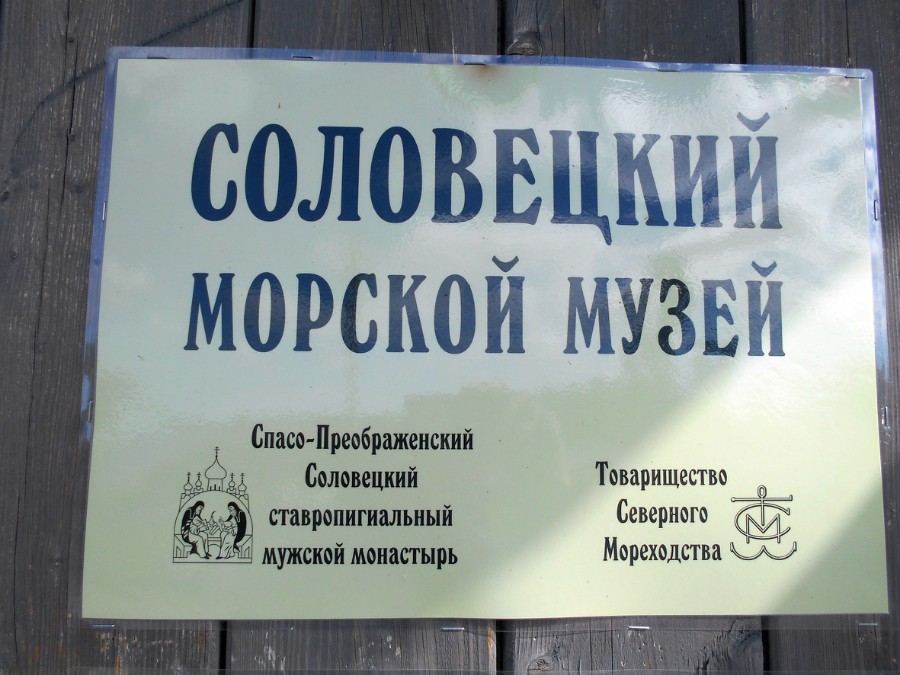 СОЛОВЕЦКИЙ
МОРСКОЙ МУЗЕЙ
Спасо-Преображенский
Соловецкий
ставропигиальный
мужской монастырь
Товарищество
Северного
Мореходства